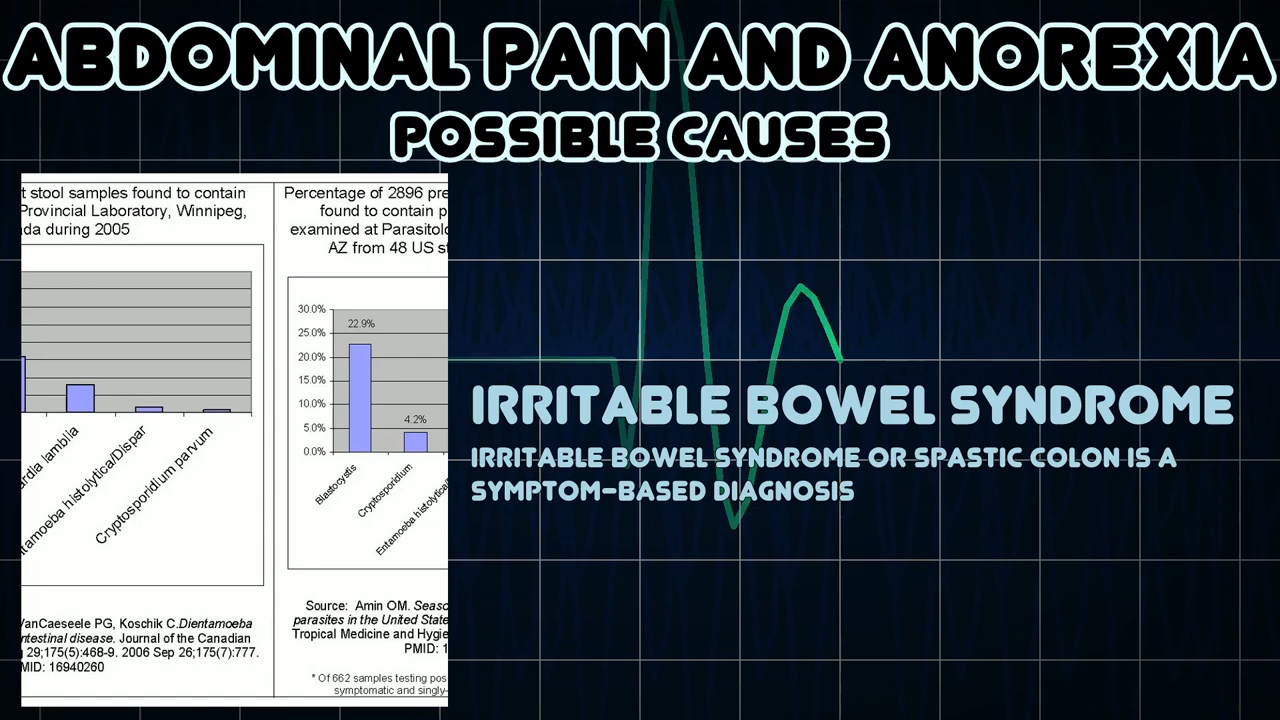 ABDOMINAL PAIN AND ANOREXIA
POSSIBLE CAUSES
t stool samples found to contain
Provincial Laboratory, Winnipeg,
da during 2005
ardia lamblia
tamoeba histolytica/Dispar
Cryptosporidium parvum
VanCaeseele PG, Koschik C.Dientamoeba
ntestinal disease. Journal of the Canadian
29;175(5):468-9. 2006 Sep 26;175(7):777.
MID: 16940260
Percentage of 2896 pre
found to contain p
examined at Parasitolo
AZ from 48 US st
30.0%
25.0%
20.0%
15.0%
10.0%
5.0%
0.0%
22.9%
4.2%
Blastocystis
Cryptosporidium
Entamoeba histolytica/
Source: Amin OM. Seaso
parasites in the United State
Tropical Medicine and Hygie
PMID: 1
* Of 662 samples testing pos
symptomatic and singly-
IRRITABLE BOWEL SYNDROME
IRRITABLE BOWEL SYNDROME OR SPASTIC COLON IS A
SYMPTOM-BASED DIAGNOSIS